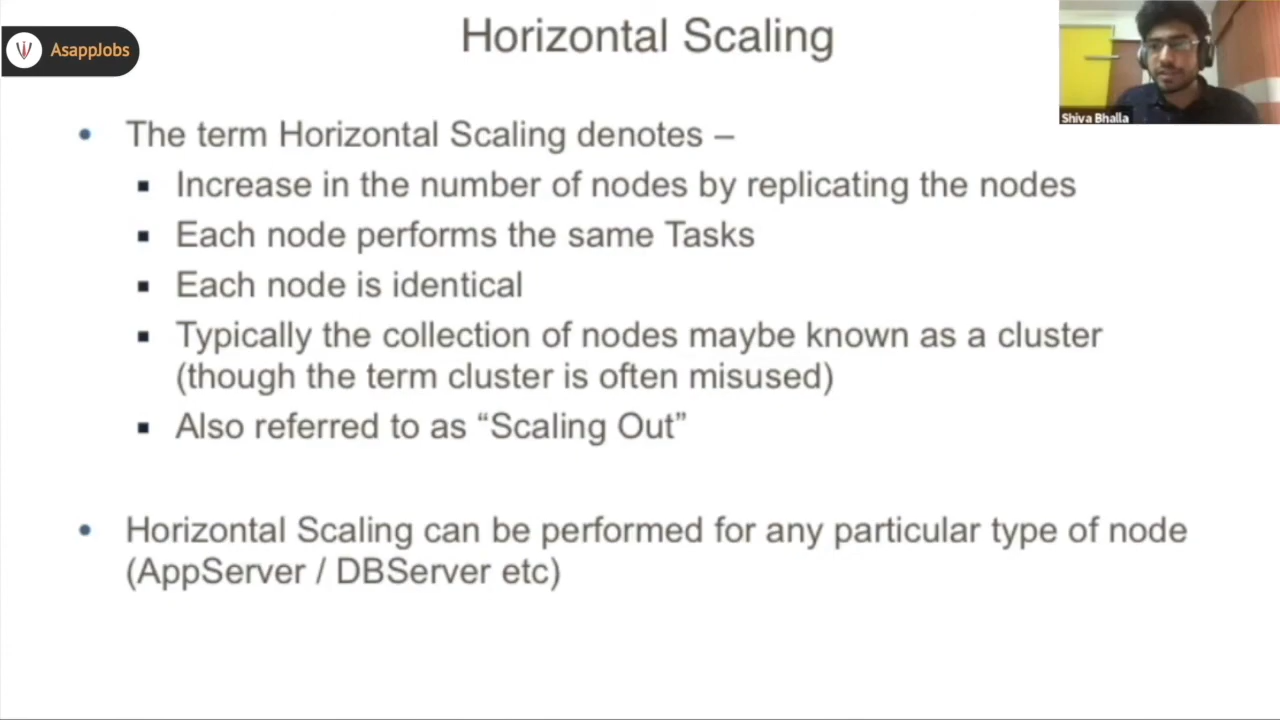 Horizontal Scaling
AsappJobs
Shiva Bhalla
• The term Horizontal Scaling denotes –
▪ Increase in the number of nodes by replicating the nodes
▪ Each node performs the same Tasks
▪ Each node is identical
▪ Typically the collection of nodes maybe known as a cluster
(though the term cluster is often misused)
▪ Also referred to as “Scaling Out”
• Horizontal Scaling can be performed for any particular type of node
(AppServer / DBServer etc)